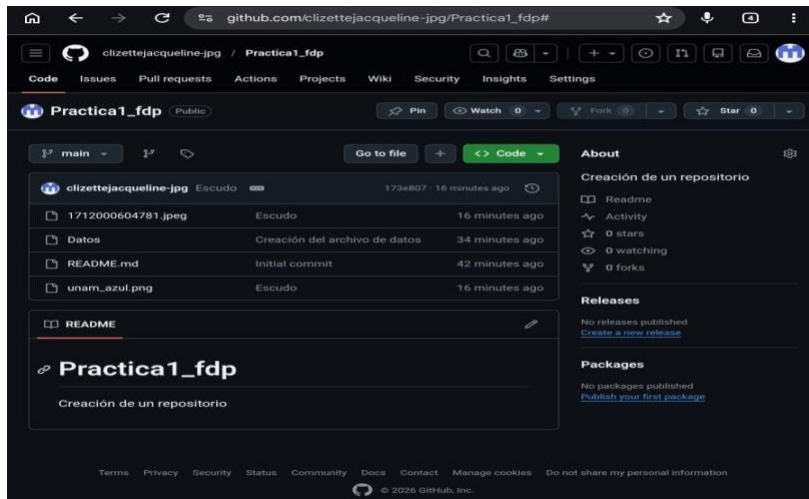 github.com/clizettejacqueline-jpg/Practica1_fdp#
4
clizettejacqueline-jpg / Practica1_fdp
Code Issues Pull requests Actions Projects Wiki Security Insights Settings
Practica1_fdp Public
Pin Watch 0 Fork 0 Star 0
main Go to file Code
clizettejacqueline-jpg Escudo 173e807 · 16 minutes ago
1712000604781.jpeg Escudo 16 minutes ago
Datos Creación del archivo de datos 34 minutes ago
README.md Initial commit 42 minutes ago
unam_azul.png Escudo 16 minutes ago
README
Practica1_fdp
Creación de un repositorio
About
Creación de un repositorio
Readme
Activity
0 stars
0 watching
0 forks
Releases
No releases published
Create a new release
Packages
No packages published
Publish your first package
Terms Privacy Security Status Community Docs Contact Manage cookies Do not share my personal information
© 2026 GitHub, Inc.